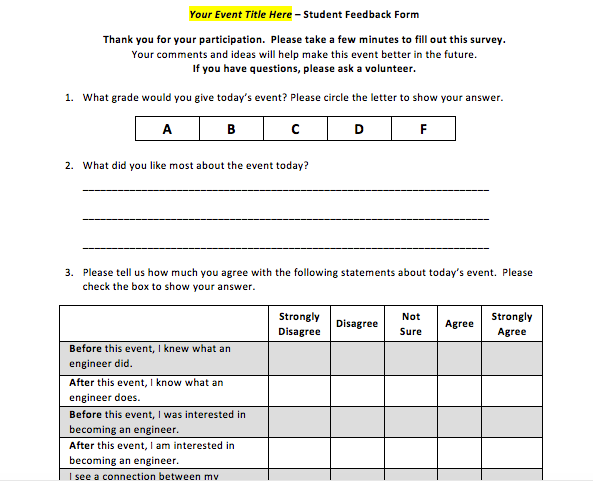 Your Event Title Here – Student Feedback Form
Thank you for your participation.  Please take a few minutes to fill out this survey.
Your comments and ideas will help make this event better in the future.
If you have questions, please ask a volunteer.
1. What grade would you give today's event? Please circle the letter to show your answer.
A B C D F
2. What did you like most about the event today?
3. Please tell us how much you agree with the following statements about today's event.  Please
check the box to show your answer.
Strongly Disagree Disagree Not Sure Agree Strongly Agree
Before this event, I knew what an
engineer did.
After this event, I know what an
engineer does.
Before this event, I was interested in
becoming an engineer.
After this event, I am interested in
becoming an engineer.
I see a connection between my